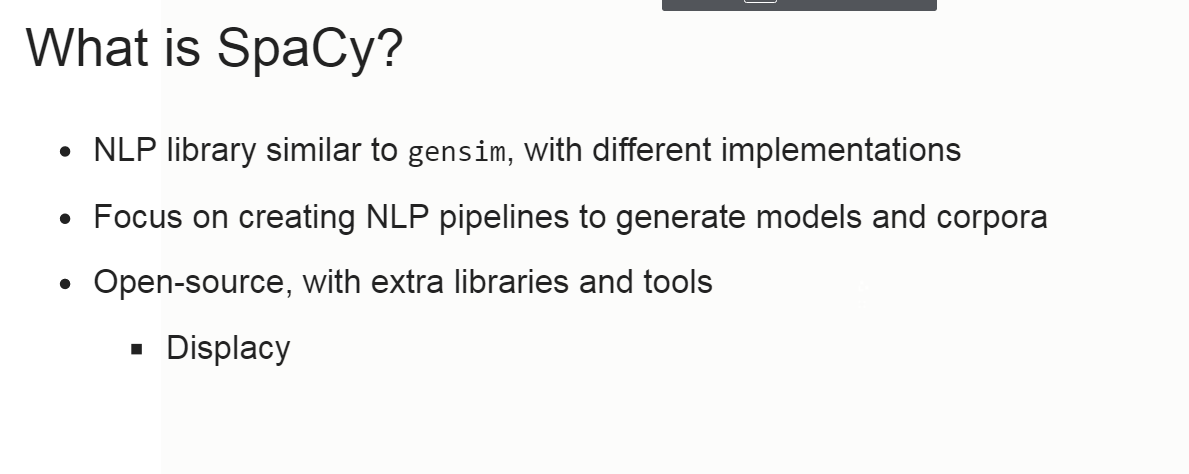 What is SpaCy?
• NLP library similar to gensim, with different implementations
• Focus on creating NLP pipelines to generate models and corpora
• Open-source, with extra libraries and tools
▪ Displacy